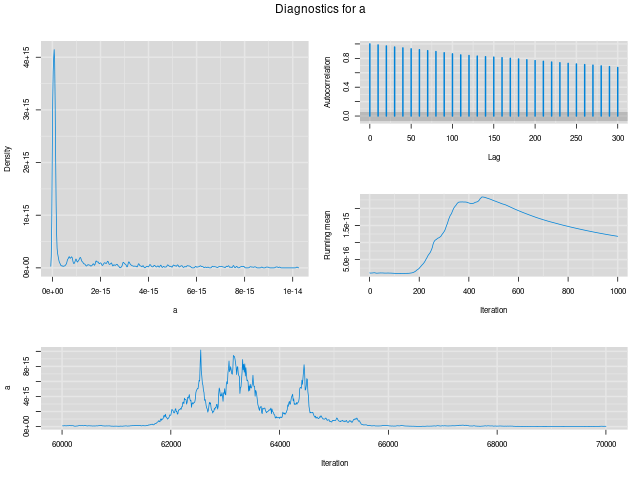 Diagnostics for a
Density
0e+00
1e+15
2e+15
3e+15
4e+15
0e+00 2e-15 4e-15 6e-15 8e-15 1e-14
a
Autocorrelation
0.0 0.4 0.8
0 50 100 150 200 250 300
Lag
Running mean
5.0e-16 1.5e-15
0 200 400 600 800 1000
Iteration
a
0e+00 4e-15 8e-15
60000 62000 64000 66000 68000 70000
Iteration